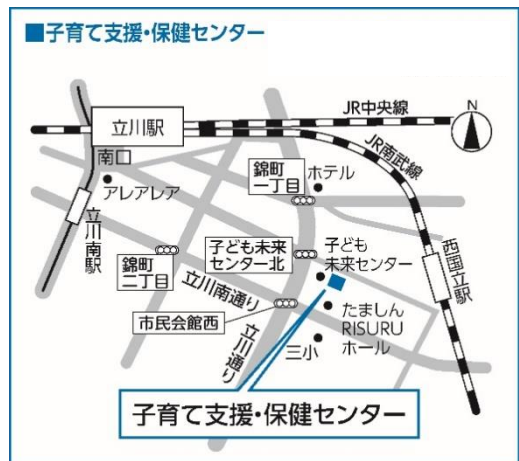 ■子育て支援・保健センター
JR中央線
N
立川駅
JR南武線
南口
錦町
一丁目
ホテル
アレアレア
立川南駅
子ども未来
センター北
子ども
未来センター
西国立駅
錦町
二丁目
立川南通り
たましん
RISURU
ホール
市民会館西
立川通り
三小
子育て支援・保健センター